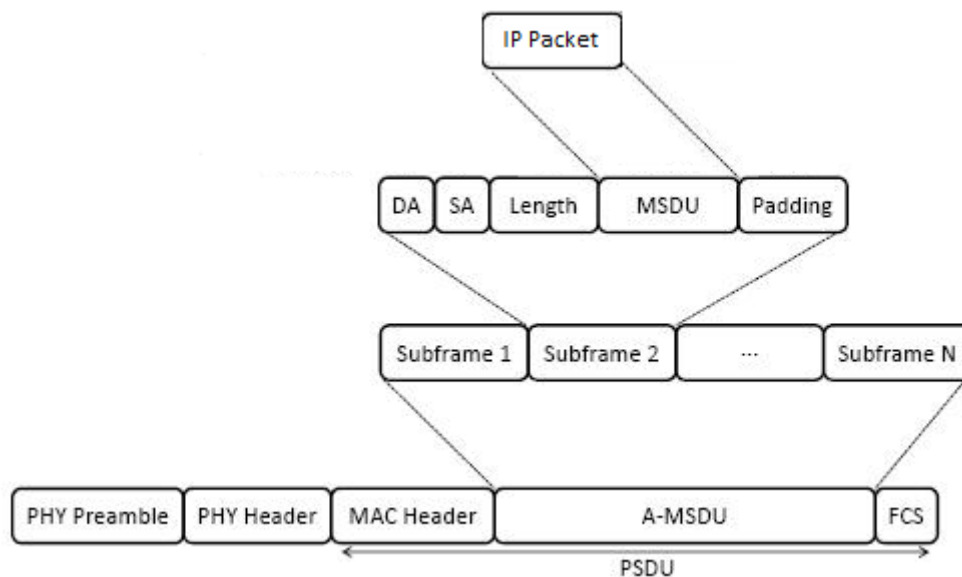 IP Packet
DA SA Length MSDU Padding
Subframe 1 Subframe 2 ... Subframe N
PHY Preamble PHY Header MAC Header A-MSDU FCS
PSDU